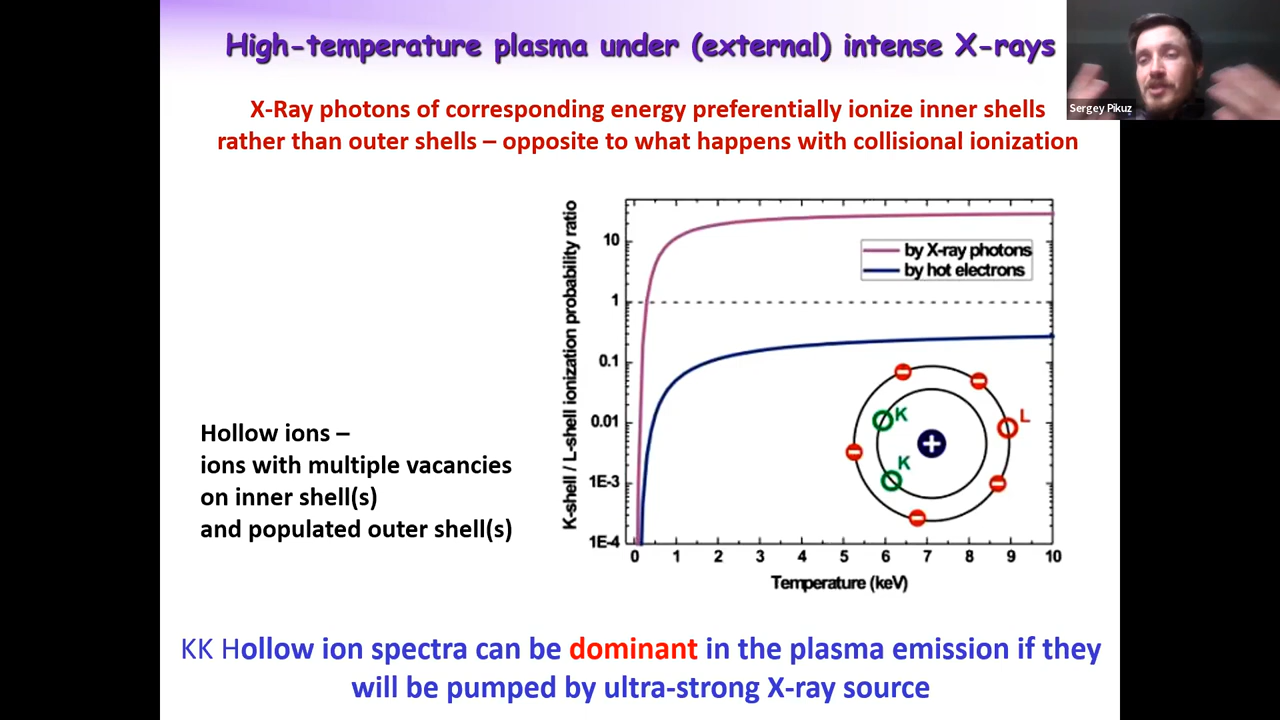 High-temperature plasma under (external) intense X-rays
Sergey Pikuz
X-Ray photons of corresponding energy preferentially ionize inner shells
rather than outer shells – opposite to what happens with collisional ionization
K-shell / L-shell ionization probability ratio
10
1
0.1
0.01
1E-3
1E-4
by X-ray photons
by hot electrons
K
K
L
0 1 2 3 4 5 6 7 8 9 10
Temperature (keV)
Hollow ions –
ions with multiple vacancies
on inner shell(s)
and populated outer shell(s)
KK Hollow ion spectra can be dominant in the plasma emission if they
will be pumped by ultra-strong X-ray source